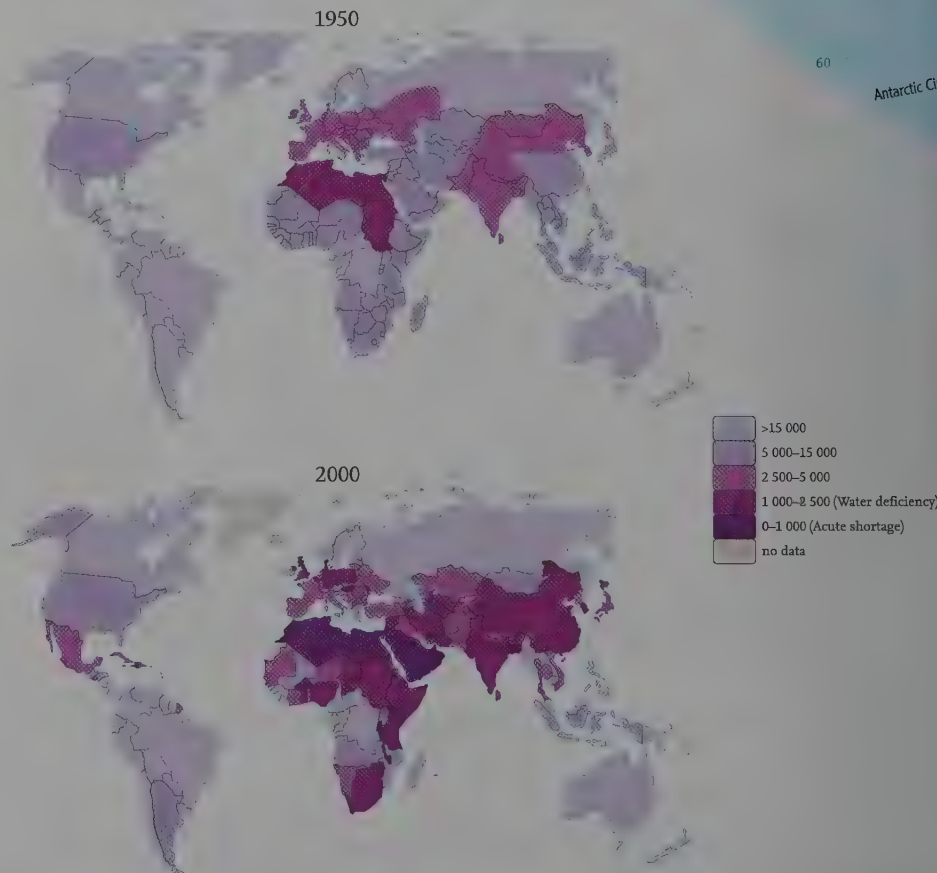 1950
60
Antarctic Ci
>15 000
5 000–15 000
2 500–5 000
1 000–2 500 (Water deficiency)
0–1 000 (Acute shortage)
no data
2000